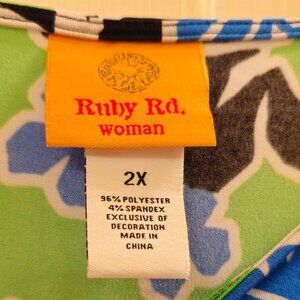 Ruby Rd.
woman
2X
96% POLYESTER
4% SPANDEX
EXCLUSIVE OF
DECORATION
MADE IN
CHINA